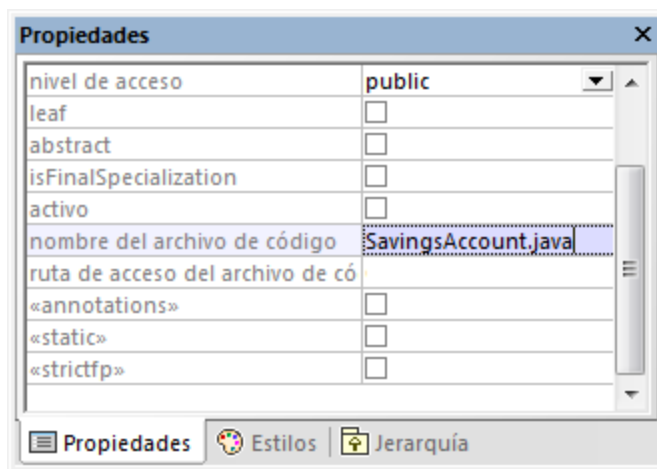 Propiedades
nivel de acceso public
leaf
abstract
isFinalSpecialization
activo
nombre del archivo de código SavingsAccount.java
ruta de acceso del archivo de có
«annotations»
«static»
«strictfp»
Propiedades Estilos Jerarquía